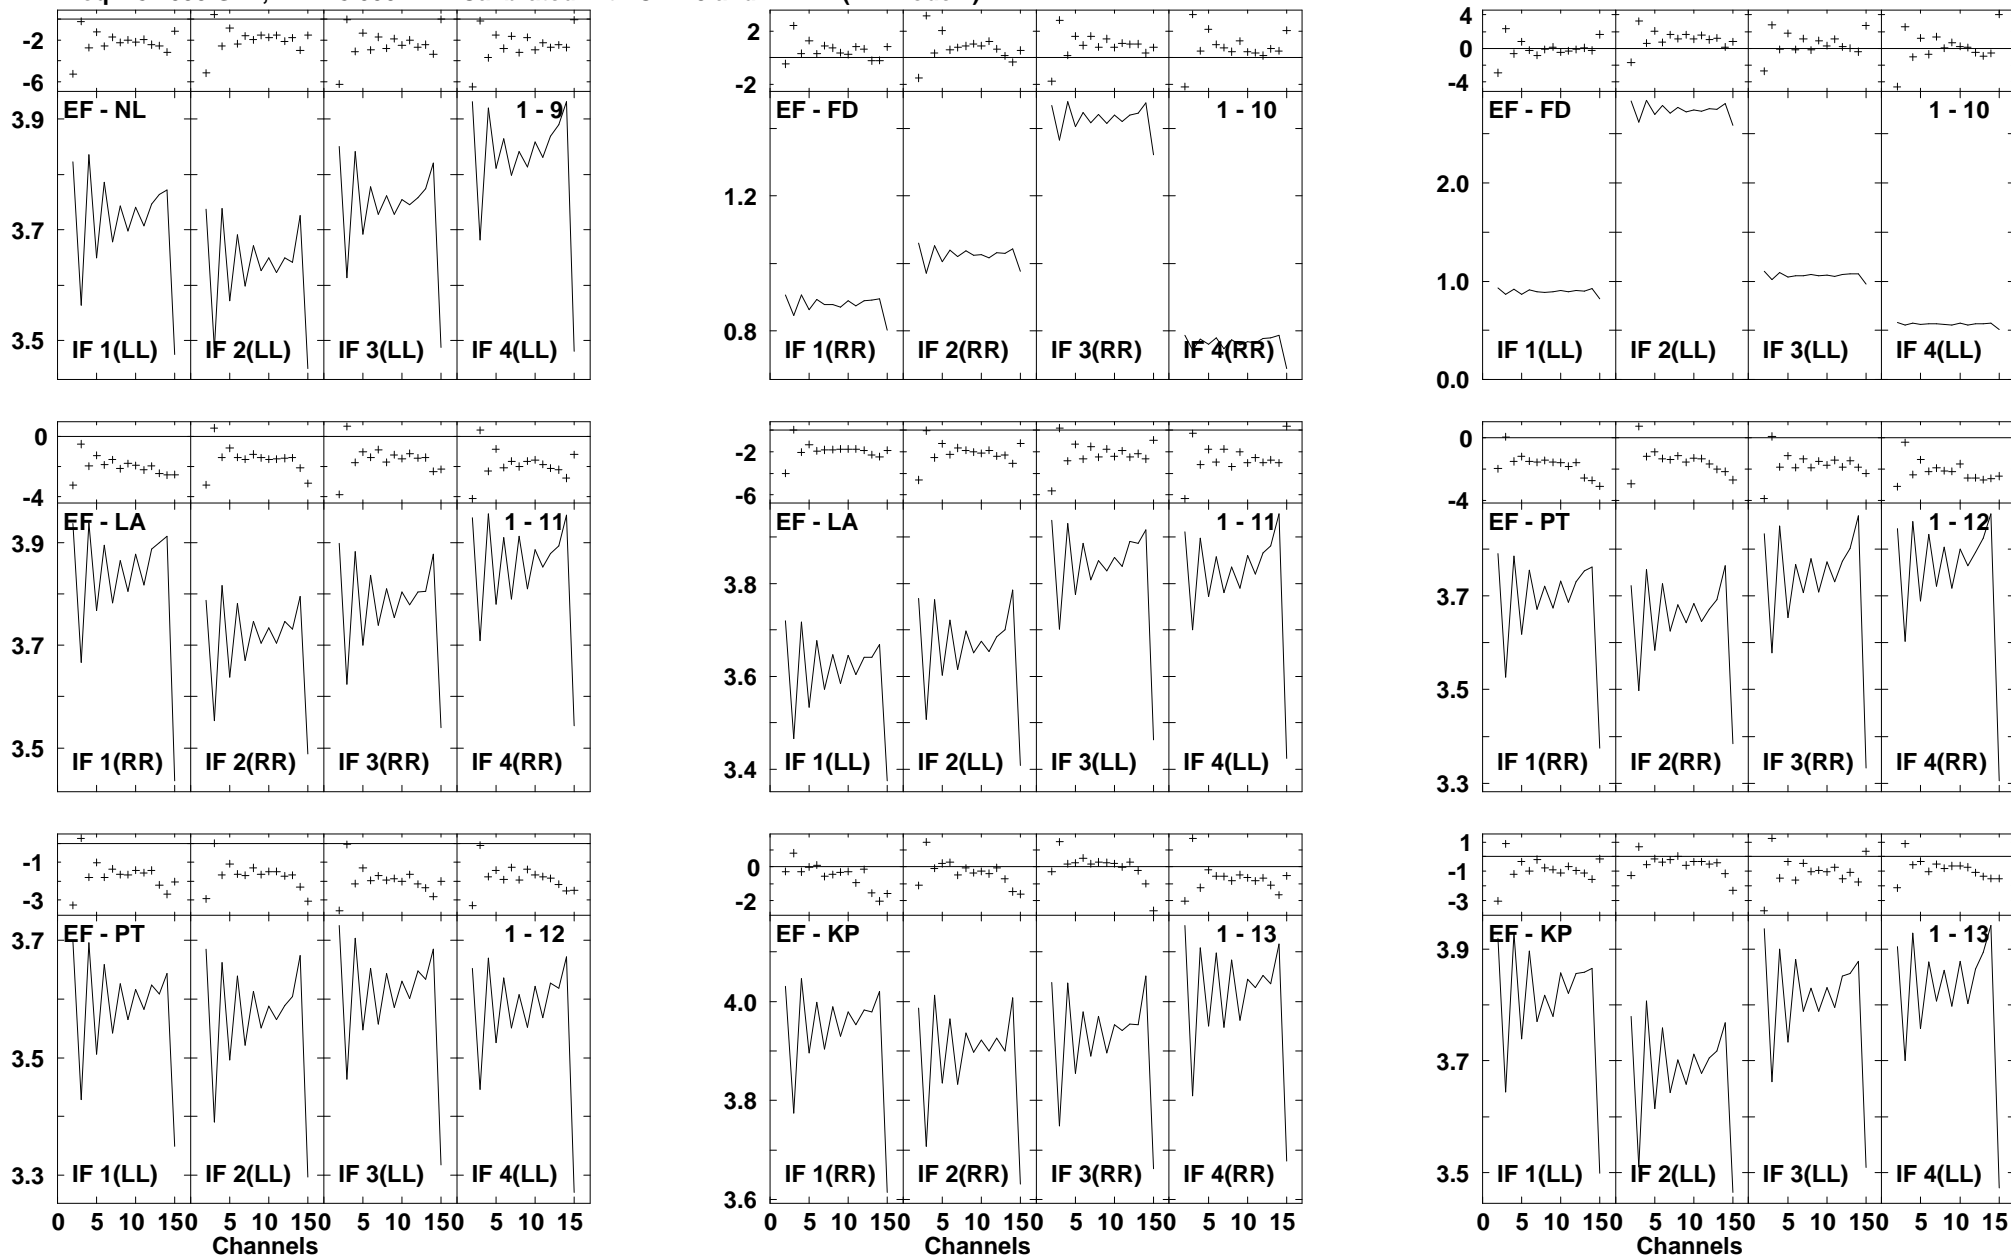 -2
-6
EF - NL
1 - 9
3.9
3.7
3.5
IF 1(LL)
IF 2(LL)
IF 3(LL)
IF 4(LL)
2
-2
EF - FD
1 - 10
1.2
0.8
IF 1(RR)
IF 2(RR)
IF 3(RR)
IF 4(RR)
4
0
-4
EF - FD
1 - 10
2.0
1.0
0.0
IF 1(LL)
IF 2(LL)
IF 3(LL)
IF 4(LL)
0
-4
EF - LA
1 - 11
3.9
3.7
3.5
IF 1(RR)
IF 2(RR)
IF 3(RR)
IF 4(RR)
-2
-6
EF - LA
1 - 11
3.8
3.6
3.4
IF 1(LL)
IF 2(LL)
IF 3(LL)
IF 4(LL)
0
-4
EF - PT
1 - 12
3.7
3.5
3.3
IF 1(RR)
IF 2(RR)
IF 3(RR)
IF 4(RR)
-1
-3
EF - PT
1 - 12
3.7
3.5
3.3
IF 1(LL)
IF 2(LL)
IF 3(LL)
IF 4(LL)
0 5 10 150 5 10 150 5 10 150 5 10 15
Channels
0
-2
EF - KP
1 - 13
4.0
3.8
3.6
IF 1(RR)
IF 2(RR)
IF 3(RR)
IF 4(RR)
0 5 10 150 5 10 150 5 10 150 5 10 15
Channels
1
-1
-3
EF - KP
1 - 13
3.9
3.7
3.5
IF 1(LL)
IF 2(LL)
IF 3(LL)
IF 4(LL)
0 5 10 150 5 10 150 5 10 150 5 10 15
Channels